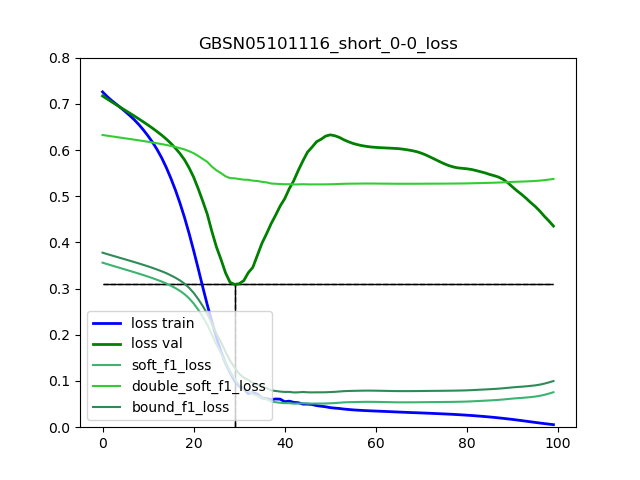 GBSN05101116_short_0-0_loss
0.8
0.7
0.6
0.5
0.4
0.3
0.2
0.1
0.0
loss train
loss val
soft_f1_loss
double_soft_f1_loss
bound_f1_loss
0 20 40 60 80 100